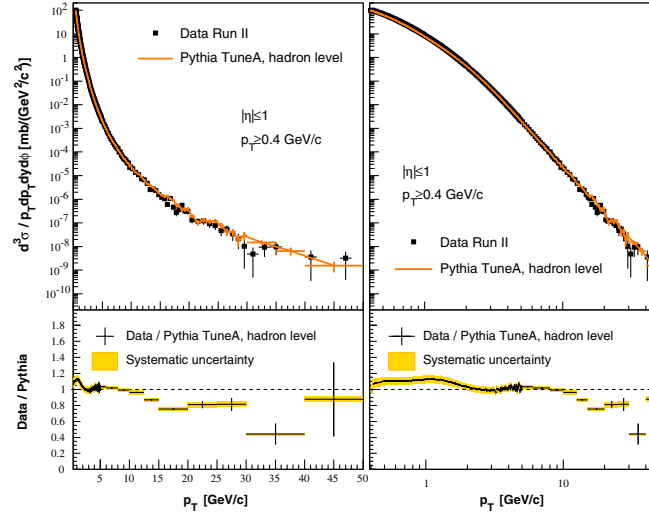 d³σ / p_T dp_T dy dϕ [mb/(GeV²/c³)]
10²
10
1
10⁻¹
10⁻²
10⁻³
10⁻⁴
10⁻⁵
10⁻⁶
10⁻⁷
10⁻⁸
10⁻⁹
10⁻¹⁰
Data Run II
Pythia TuneA, hadron level
|η|≤1
p_T≥0.4 GeV/c
|η|≤1
p_T≥0.4 GeV/c
Data Run II
Pythia TuneA, hadron level
Data / Pythia
1.8
1.6
1.4
1.2
1
0.8
0.6
0.4
0.2
0
Data / Pythia TuneA, hadron level
Systematic uncertainty
Data / Pythia TuneA, hadron level
Systematic uncertainty
5 10 15 20 25 30 35 40 45 50
1 10
p_T [GeV/c]
p_T [GeV/c]